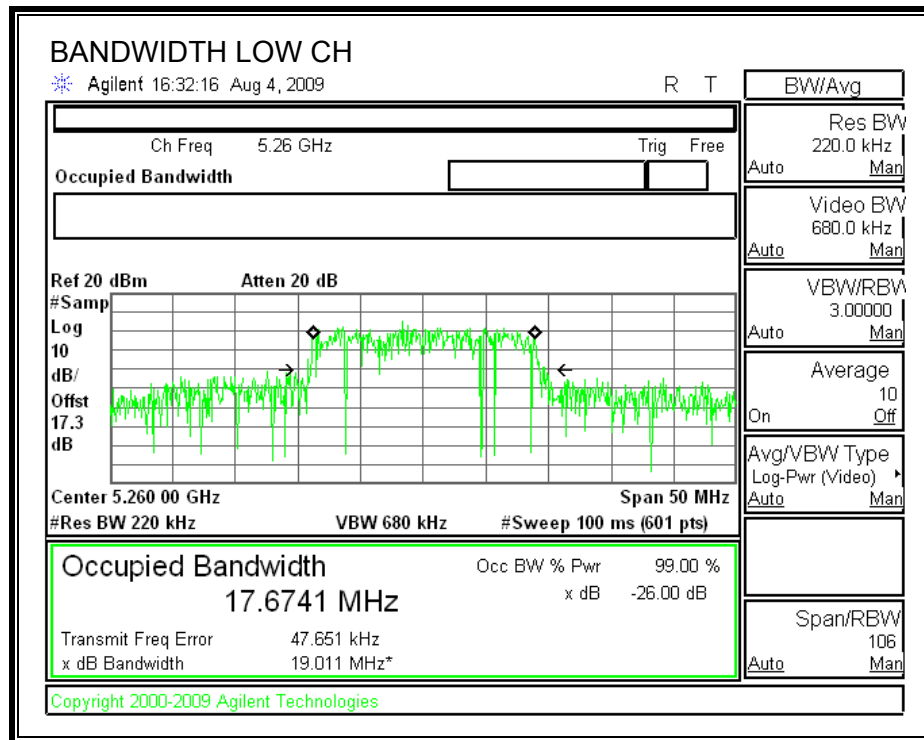 BANDWIDTH LOW CH
Agilent 16:32:16 Aug 4, 2009 R T
Ch Freq 5.26 GHz Trig Free
Occupied Bandwidth
Ref 20 dBm Atten 20 dB
#Samp
Log
10
dB/
Offst
17.3
dB
Center 5.260 00 GHz Span 50 MHz
#Res BW 220 kHz VBW 680 kHz #Sweep 100 ms (601 pts)
Occupied Bandwidth
17.6741 MHz
Occ BW % Pwr 99.00 %
x dB -26.00 dB
Transmit Freq Error 47.651 kHz
x dB Bandwidth 19.011 MHz*
Copyright 2000-2009 Agilent Technologies
BW/Avg
Res BW
220.0 kHz
Auto Man
Video BW
680.0 kHz
Auto Man
VBW/RBW
3.00000
Auto Man
Average
10
On Off
Avg/VBW Type
Log-Pwr (Video)
Auto Man
Span/RBW
106
Auto Man